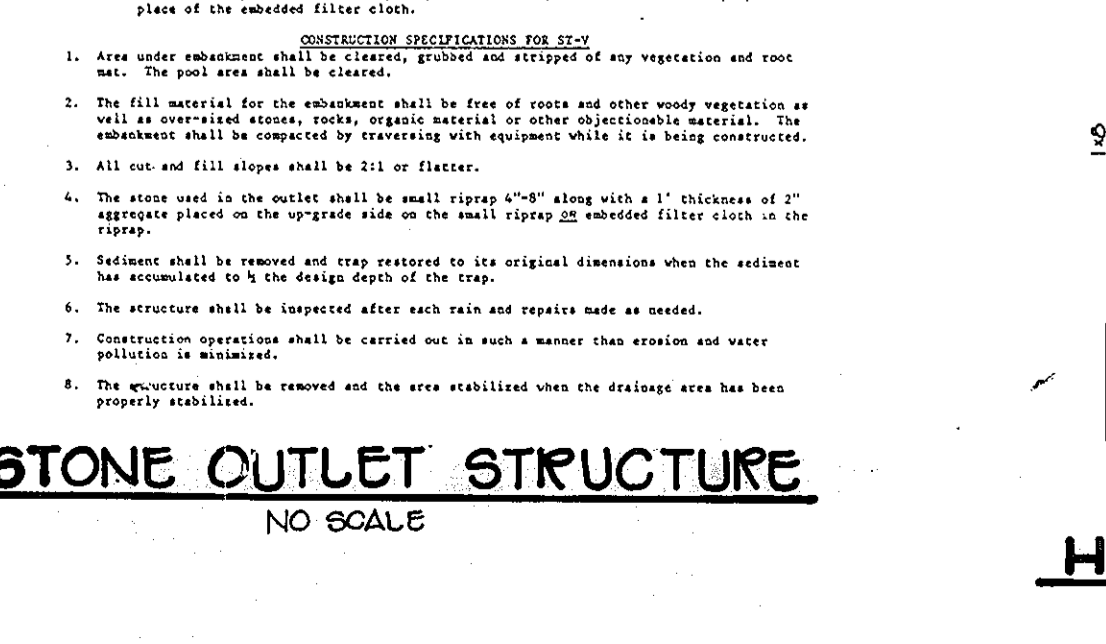 place of the embedded filter cloth.
CONSTRUCTION SPECIFICATIONS FOR ST-V
1. Area under embankment shall be cleared, grubbed and stripped of any vegetation and root
mat. The pool area shall be cleared.
2. The fill material for the embankment shall be free of roots and other woody vegetation as
well as over-sized stones, rocks, organic material or other objectionable material. The
embankment shall be compacted by traversing with equipment while it is being constructed.
3. All cut and fill slopes shall be 2:1 or flatter.
4. The stone used in the outlet shall be small riprap 4"-8" along with a 1' thickness of 2"
aggregate placed on the up-grade side on the small riprap OR embedded filter cloth in the
riprap.
5. Sediment shall be removed and trap restored to its original dimensions when the sediment
has accumulated to ½ the design depth of the trap.
6. The structure shall be inspected after each rain and repairs made as needed.
7. Construction operations shall be carried out in such a manner than erosion and water
pollution is minimized.
8. The structure shall be removed and the area stabilized when the drainage area has been
properly stabilized.
STONE OUTLET STRUCTURE
NO SCALE
1x8
H